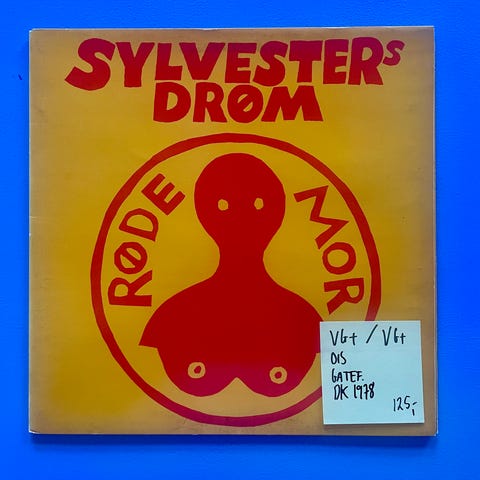 SYLVESTERS
DRØM
RØDE MOR
VG+ / VG+
OIS
GATEF.
DK 1978
125,-